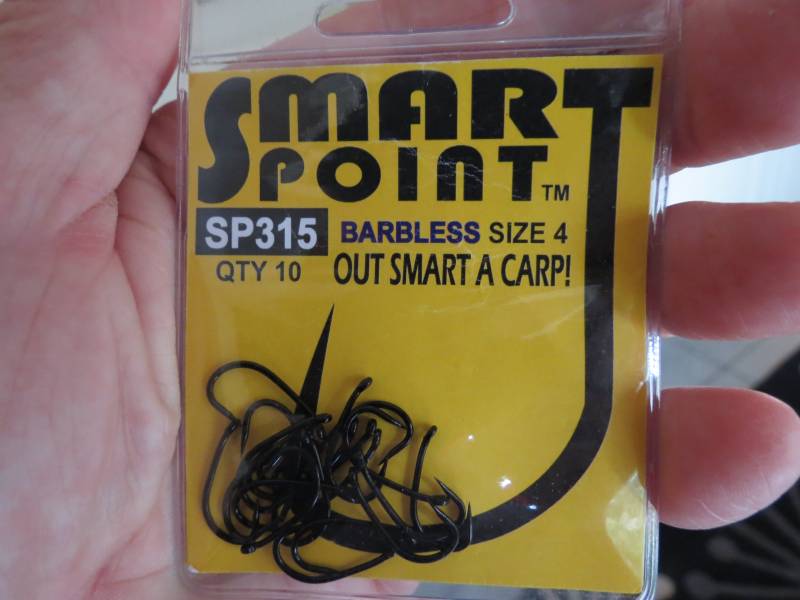 SMART
POINT™
SP315 BARBLESS SIZE 4
QTY 10 OUT SMART A CARP!